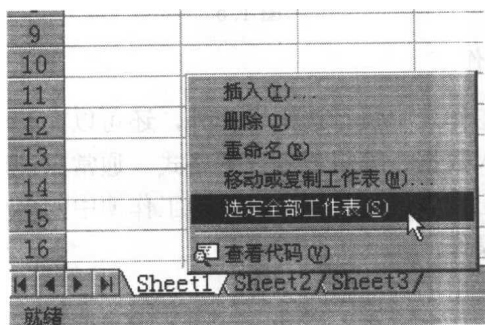 9
10
11
12
13
14
15
16
插入(I)...
删除(D)
重命名(R)
移动或复制工作表(M)...
选定全部工作表(S)
查看代码(V)
Sheet1 Sheet2 Sheet3
就绪